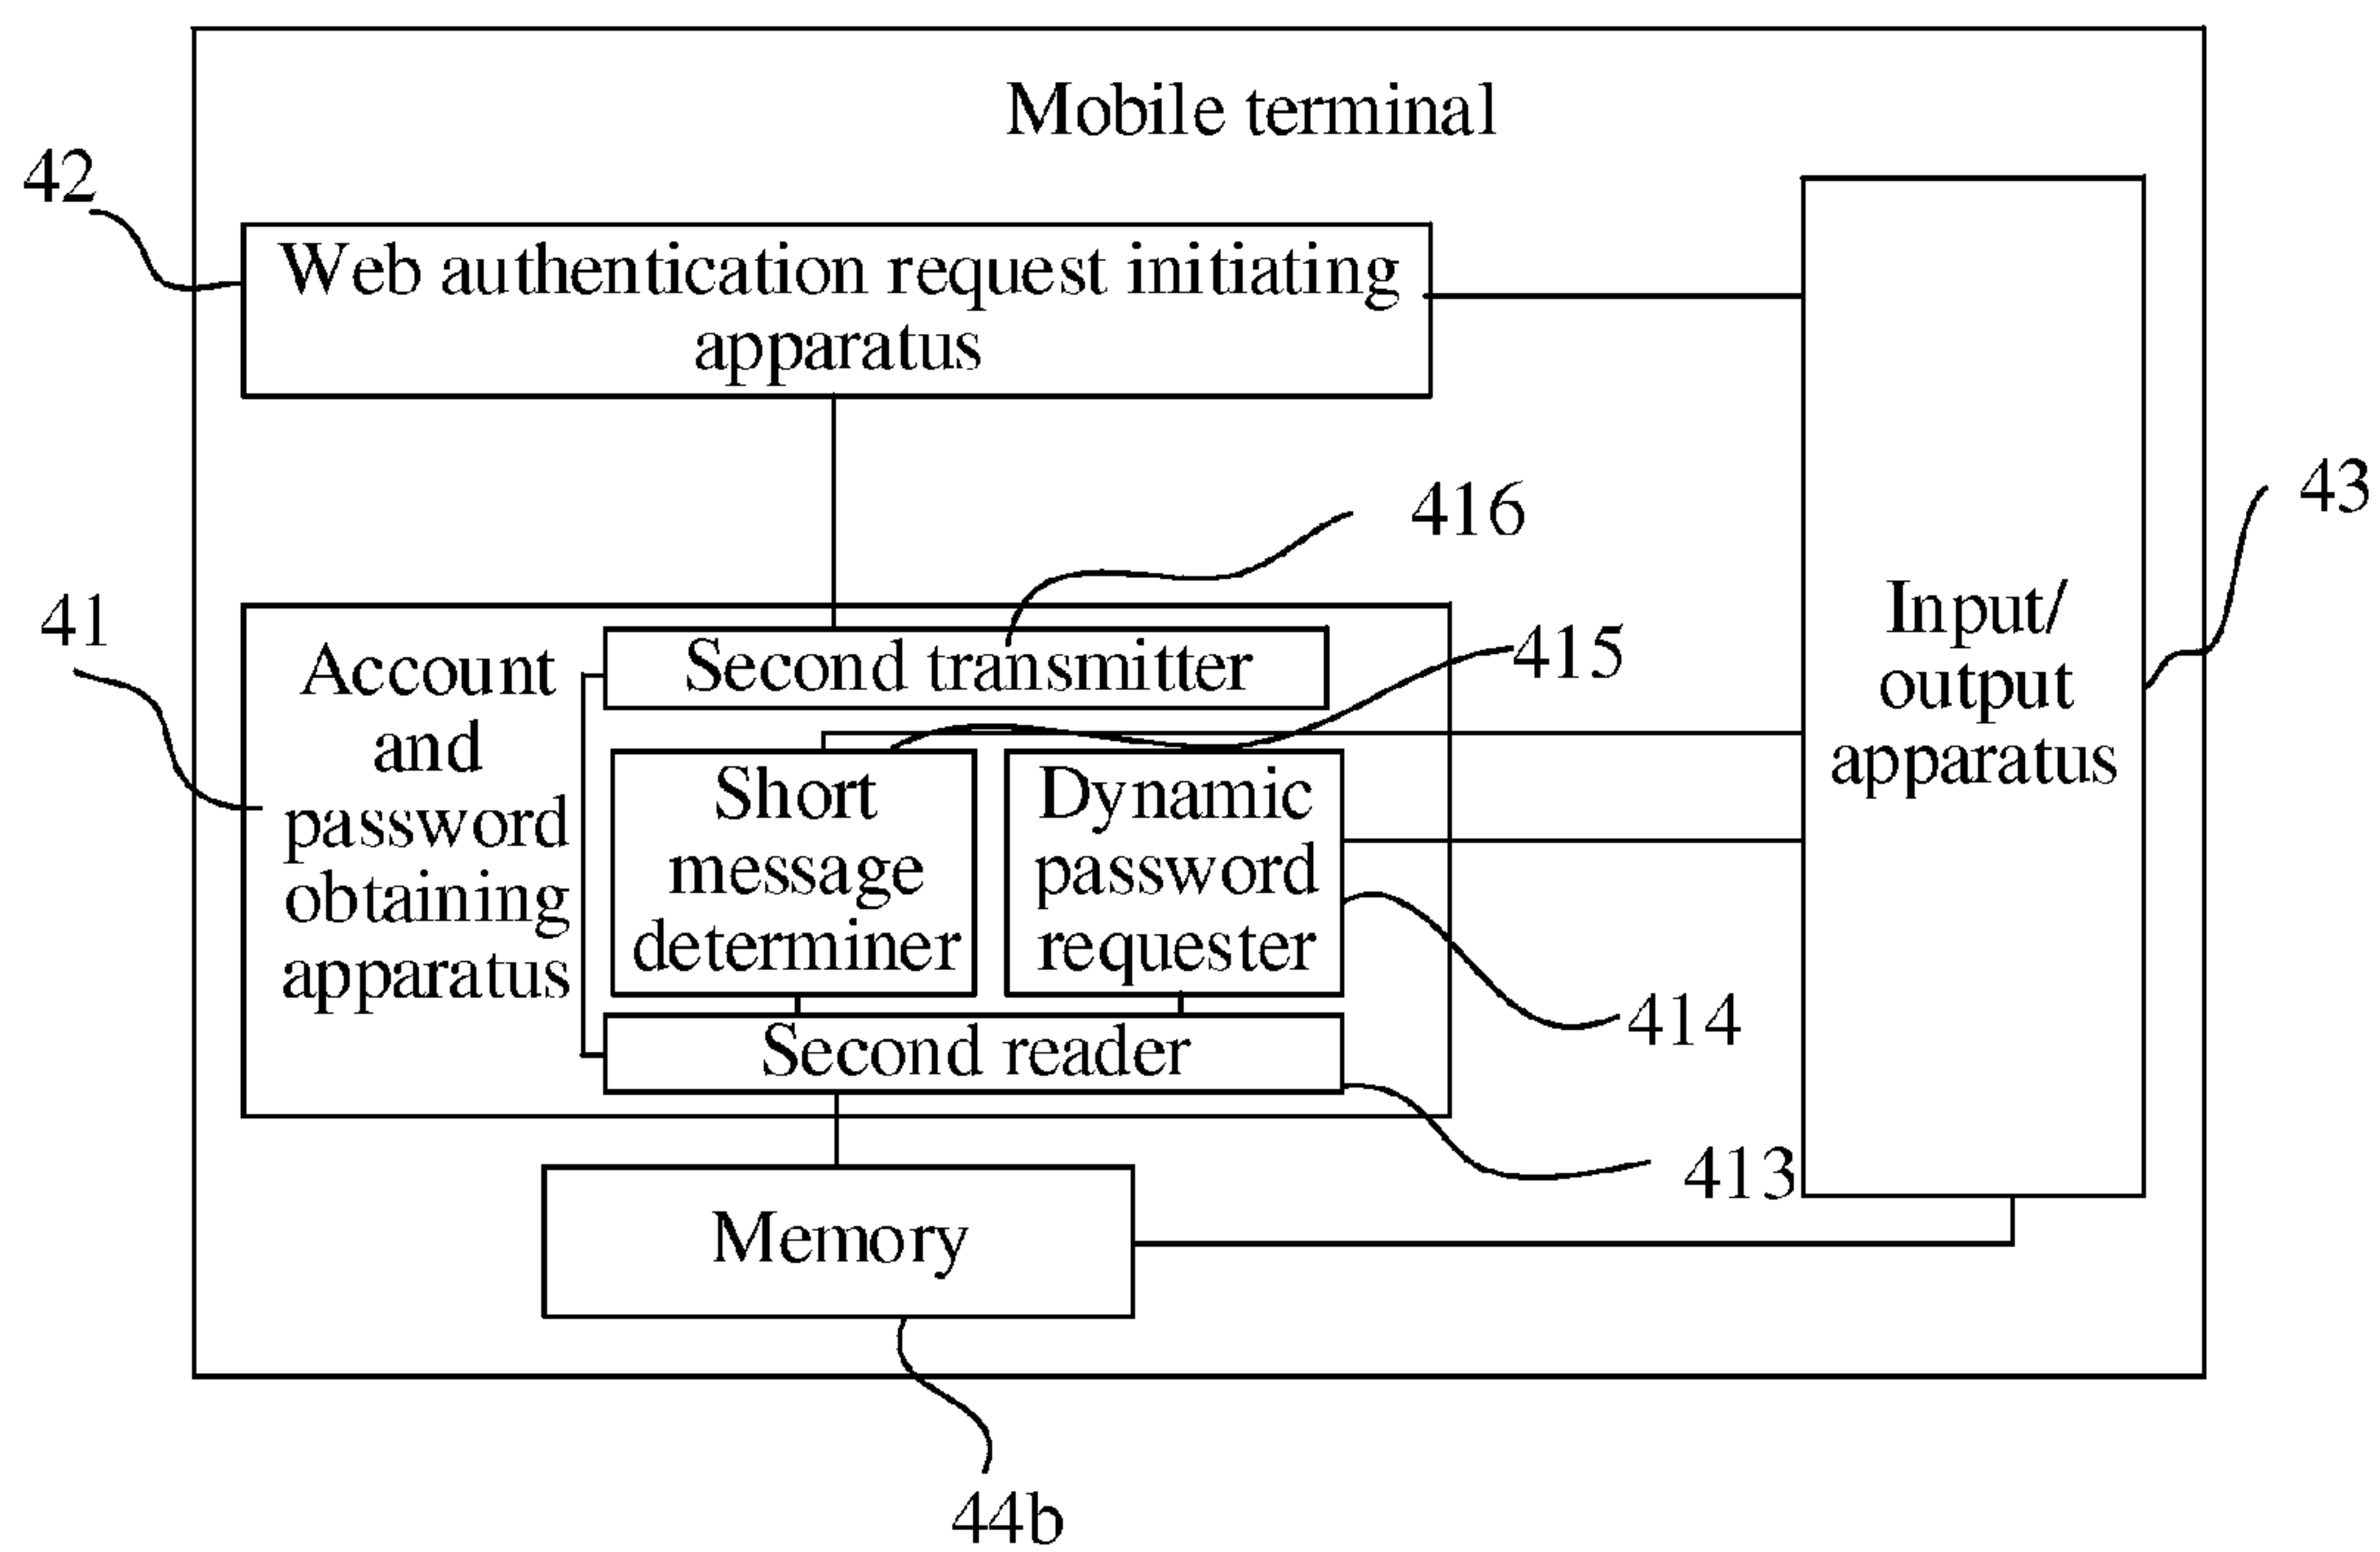 Mobile terminal
42
Web authentication request initiating
apparatus
43
416
41
Input/
output
apparatus
Account
and
password
obtaining
apparatus
Second transmitter
415
Short
message
determiner
Dynamic
password
requester
414
Second reader
413
Memory
44b